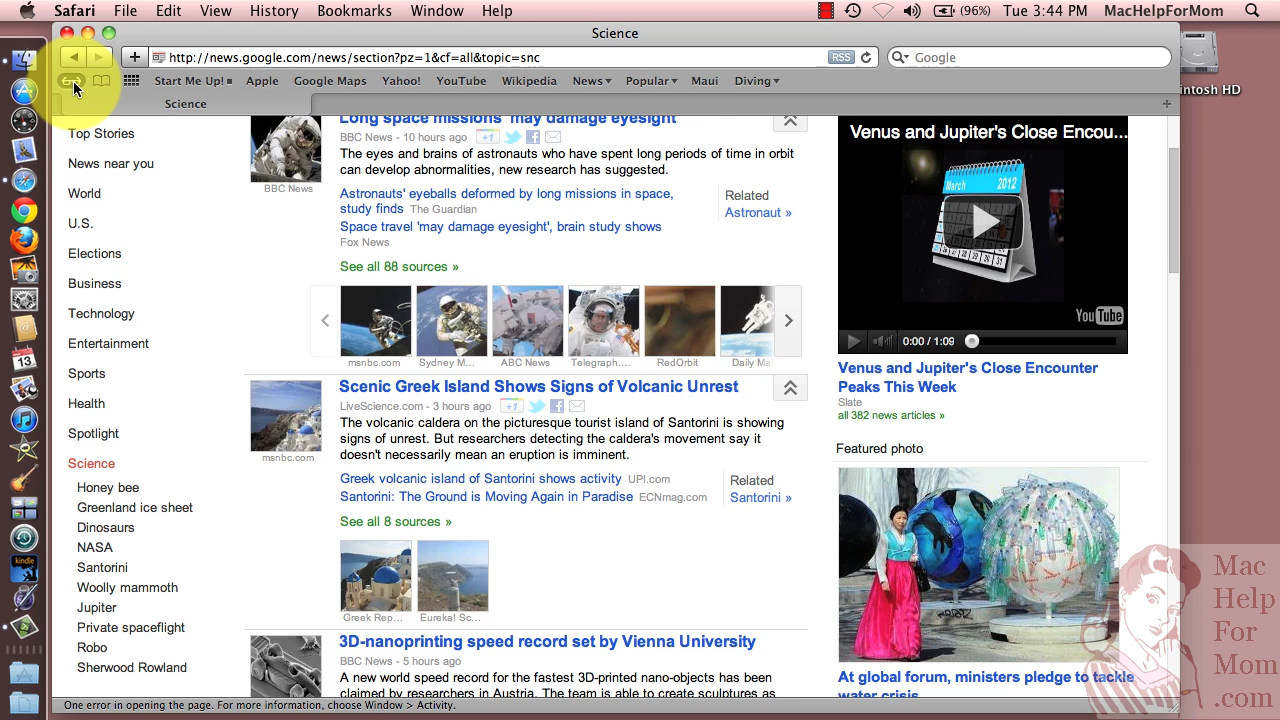 Safari File Edit View History Bookmarks Window Help (96%) Tue 3:44 PM MacHelpForMom
Science
http://news.google.com/news/section?pz=1&cf=all&topic=snc RSS Google
Start Me Up! Apple Google Maps Yahoo! YouTube Wikipedia News Popular Maui Diving
Science
intosh HD
Top Stories
News near you
World
U.S.
Elections
Business
Technology
Entertainment
Sports
Health
Spotlight
Science
Honey bee
Greenland ice sheet
Dinosaurs
NASA
Santorini
Woolly mammoth
Jupiter
Private spaceflight
Robo
Sherwood Rowland
Long space missions 'may damage eyesight'
BBC News - 10 hours ago +1
The eyes and brains of astronauts who have spent long periods of time in orbit
can develop abnormalities, new research has suggested.
BBC News
Astronauts' eyeballs deformed by long missions in space,
study finds The Guardian
Space travel 'may damage eyesight', brain study shows
Fox News
Related
Astronaut »
See all 88 sources »
msnbc.com Sydney M... ABC News Telegraph.... RedOrbit Daily Ma
Scenic Greek Island Shows Signs of Volcanic Unrest
LiveScience.com - 3 hours ago +1
The volcanic caldera on the picturesque tourist island of Santorini is showing
signs of unrest. But researchers detecting the caldera's movement say it
doesn't necessarily mean an eruption is imminent.
msnbc.com
Greek volcanic island of Santorini shows activity UPI.com
Santorini: The Ground is Moving Again in Paradise ECNmag.com
Related
Santorini »
See all 8 sources »
Greek Rep... Eureka! Sc...
3D-nanoprinting speed record set by Vienna University
BBC News - 5 hours ago
A new world speed record for the fastest 3D-printed nano-objects has been
claimed by researchers in Austria. The team is able to create sculptures as
Venus and Jupiter's Close Encou...
March 2012
YouTube
0:00 / 1:09
Venus and Jupiter's Close Encounter
Peaks This Week
Slate
all 382 news articles »
Featured photo
At global forum, ministers pledge to tackle
water crisis
Mac
Help
For
Mom
.com
One error in opening the page. For more information, choose Window > Activity.
13
kindle